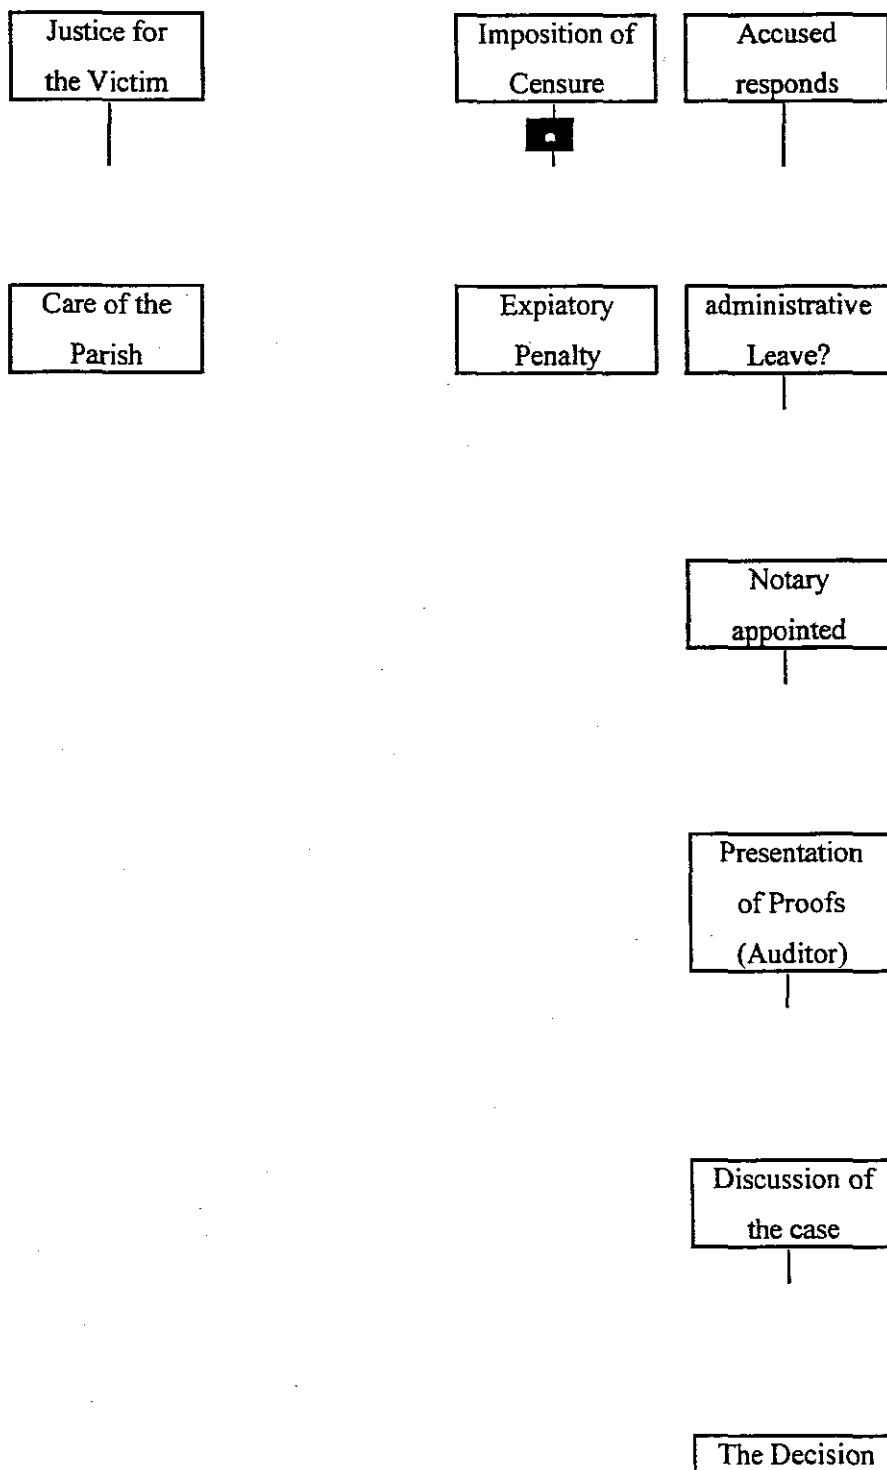 Justice for
the Victim
Imposition of
Censure
Accused
responds
Care of the
Parish
Expiatory
Penalty
administrative
Leave?
Notary
appointed
Presentation
of Proofs
(Auditor)
Discussion of
the case
The Decision